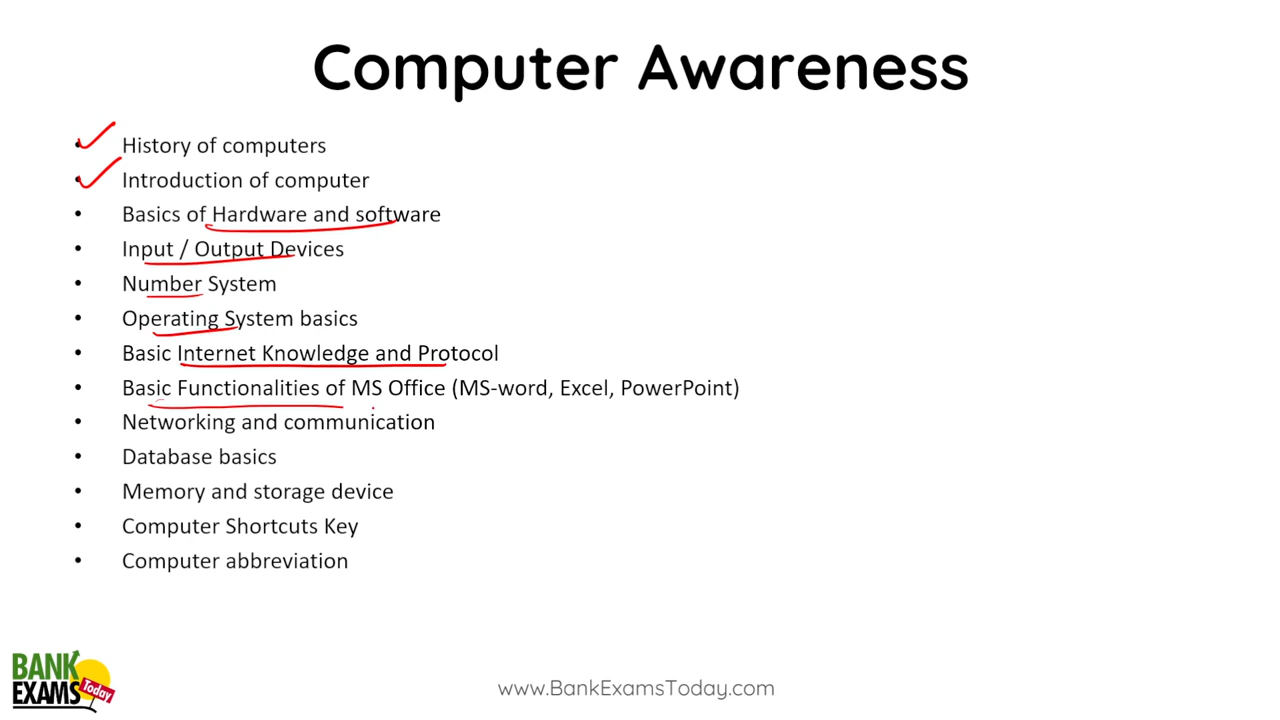 Computer Awareness
• History of computers
• Introduction of computer
• Basics of Hardware and software
• Input / Output Devices
• Number System
• Operating System basics
• Basic Internet Knowledge and Protocol
• Basic Functionalities of MS Office (MS-word, Excel, PowerPoint)
• Networking and communication
• Database basics
• Memory and storage device
• Computer Shortcuts Key
• Computer abbreviation
BANK
EXAMS Today
www.BankExamsToday.com